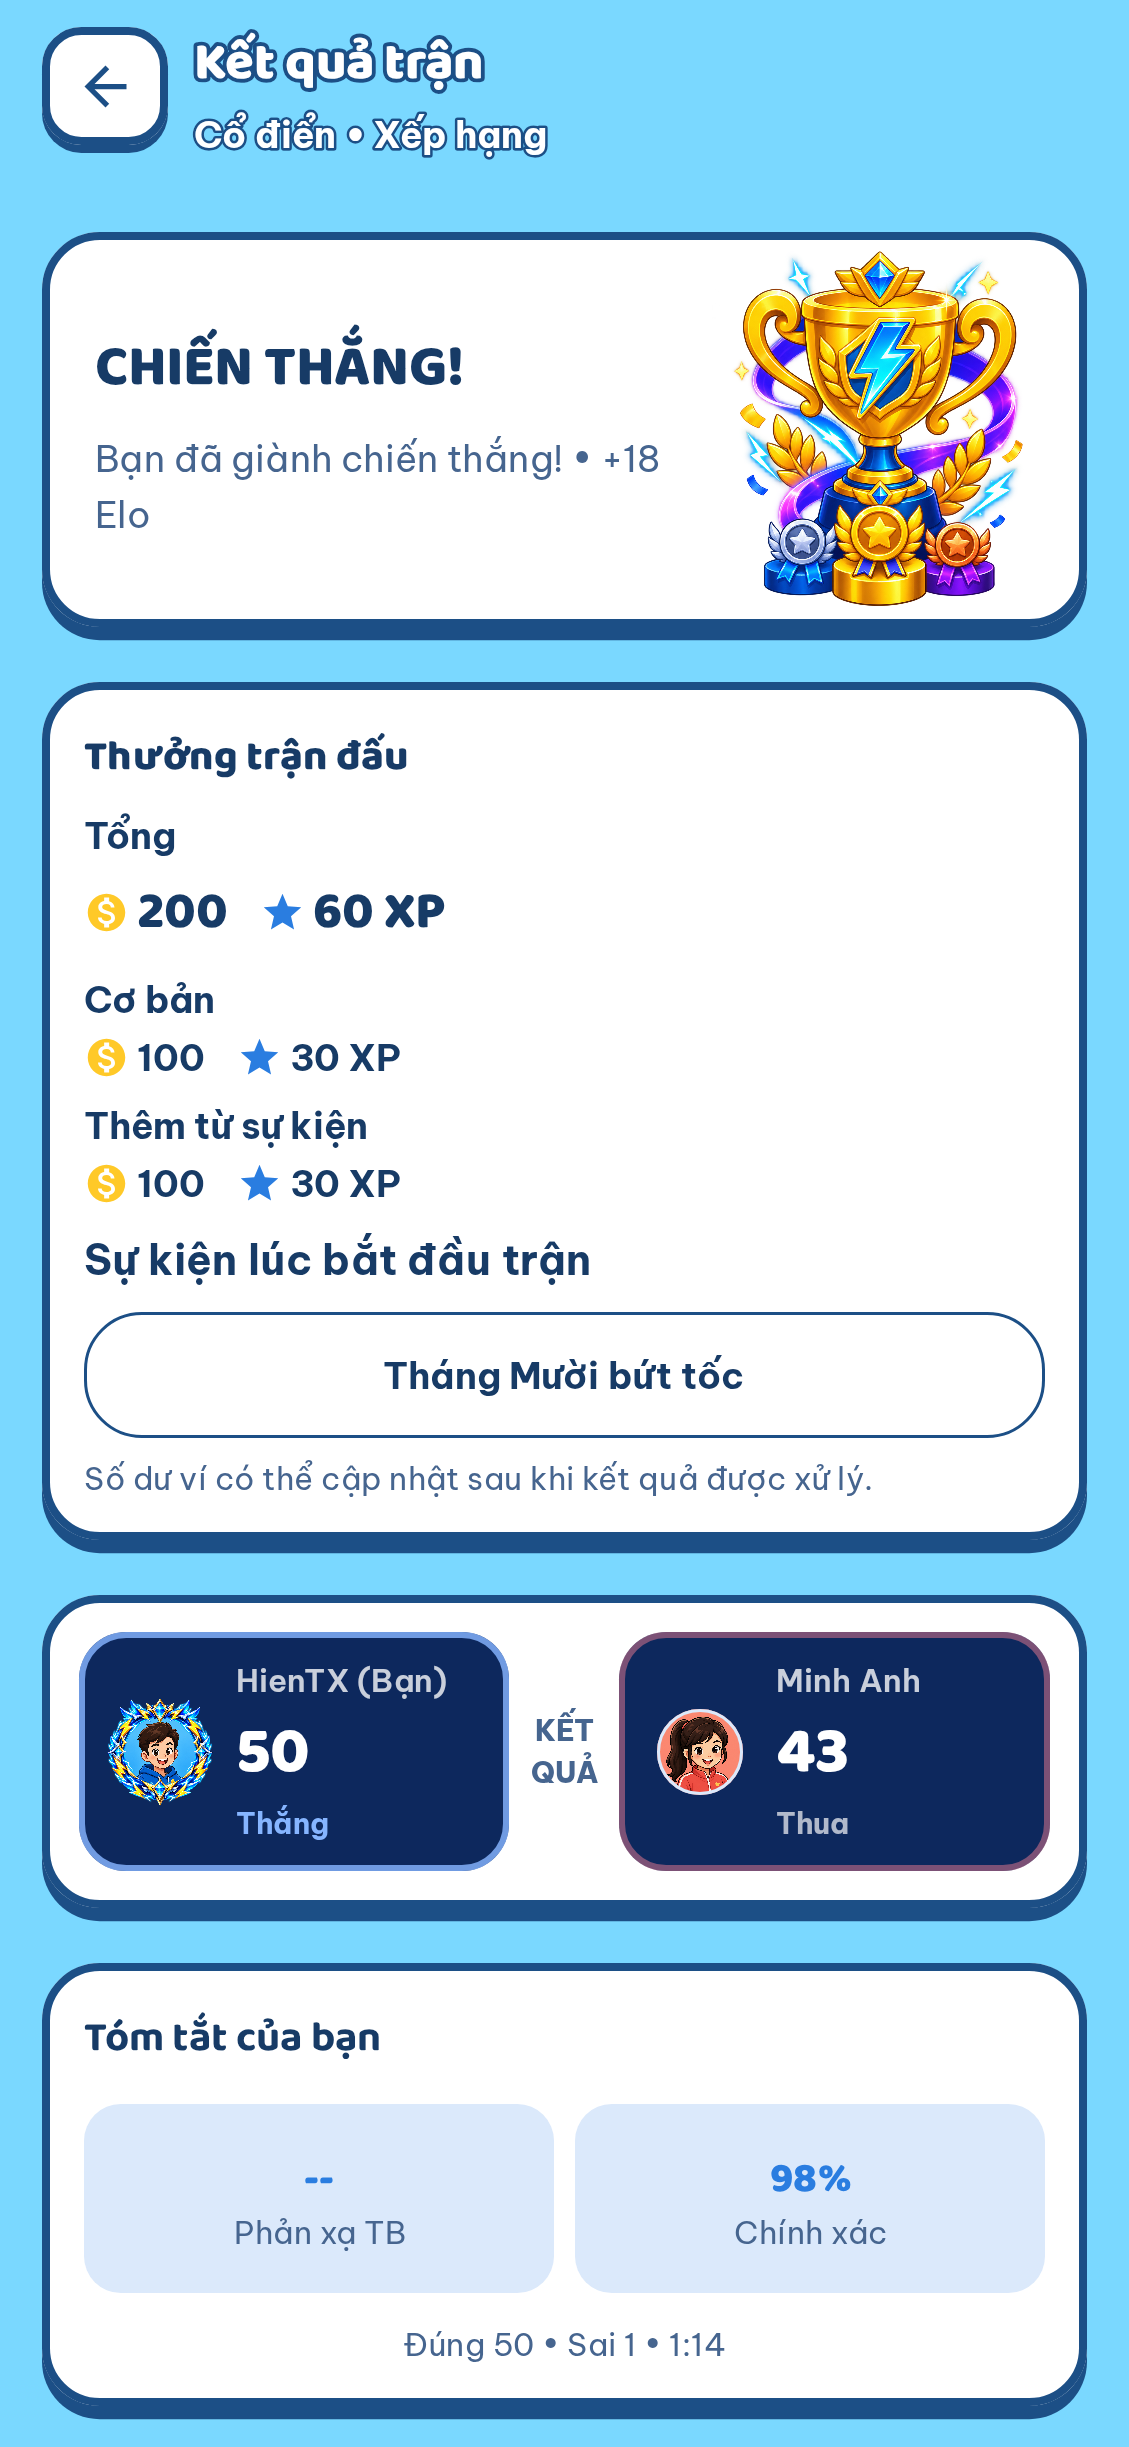 Kết quả trận
Cổ điển • Xếp hạng
CHIẾN THẮNG!
Bạn đã giành chiến thắng! • +18
Elo
Thưởng trận đấu
Tổng
200 60 XP
Cơ bản
100 30 XP
Thêm từ sự kiện
100 30 XP
Sự kiện lúc bắt đầu trận
Tháng Mười bứt tốc
Số dư ví có thể cập nhật sau khi kết quả được xử lý.
HienTX (Bạn)
50
Thắng
KẾT
QUẢ
Minh Anh
43
Thua
Tóm tắt của bạn
--
Phản xạ TB
98%
Chính xác
Đúng 50 • Sai 1 • 1:14